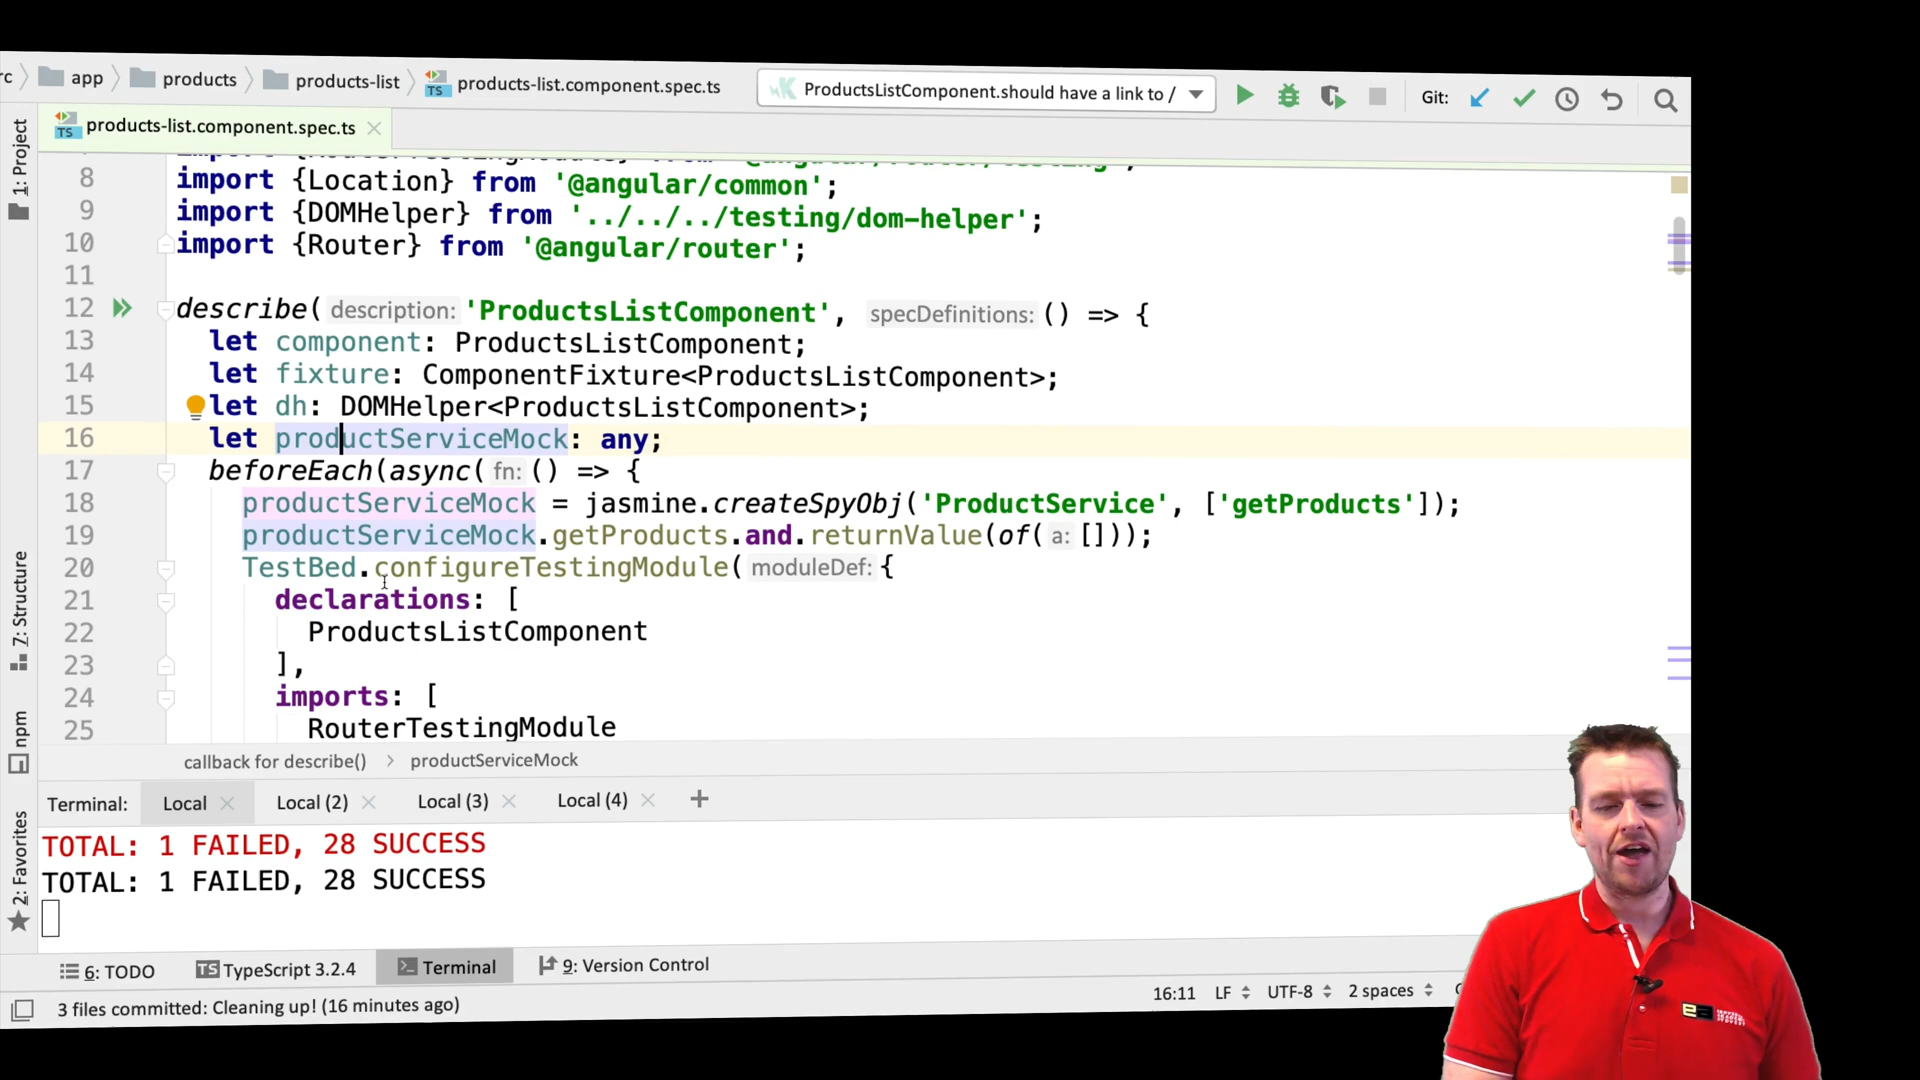 rc app products products-list products-list.component.spec.ts ProductsListComponent.should have a link to / Git:
products-list.component.spec.ts
8 import {Location} from '@angular/common';
9 import {DOMHelper} from '../../../testing/dom-helper';
10 import {Router} from '@angular/router';
11
12 describe( description: 'ProductsListComponent', specDefinitions: () => {
13 let component: ProductsListComponent;
14 let fixture: ComponentFixture<ProductsListComponent>;
15 let dh: DOMHelper<ProductsListComponent>;
16 let productServiceMock: any;
17 beforeEach(async( fn: () => {
18 productServiceMock = jasmine.createSpyObj('ProductService', ['getProducts']);
19 productServiceMock.getProducts.and.returnValue(of( a: []));
20 TestBed.configureTestingModule( moduleDef: {
21 declarations: [
22 ProductsListComponent
23 ],
24 imports: [
25 RouterTestingModule
callback for describe() > productServiceMock
1: Project
7: Structure
npm
2: Favorites
Terminal: Local Local (2) Local (3) Local (4) +
TOTAL: 1 FAILED, 28 SUCCESS
TOTAL: 1 FAILED, 28 SUCCESS
6: TODO TS TypeScript 3.2.4 Terminal 9: Version Control
3 files committed: Cleaning up! (16 minutes ago) 16:11 LF UTF-8 2 spaces